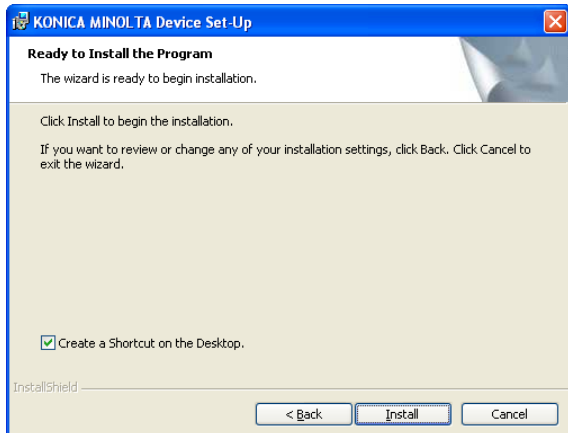 KONICA MINOLTA Device Set-Up
Ready to Install the Program
The wizard is ready to begin installation.
Click Install to begin the installation.
If you want to review or change any of your installation settings, click Back. Click Cancel to
exit the wizard.
Create a Shortcut on the Desktop.
InstallShield
< Back
Install
Cancel